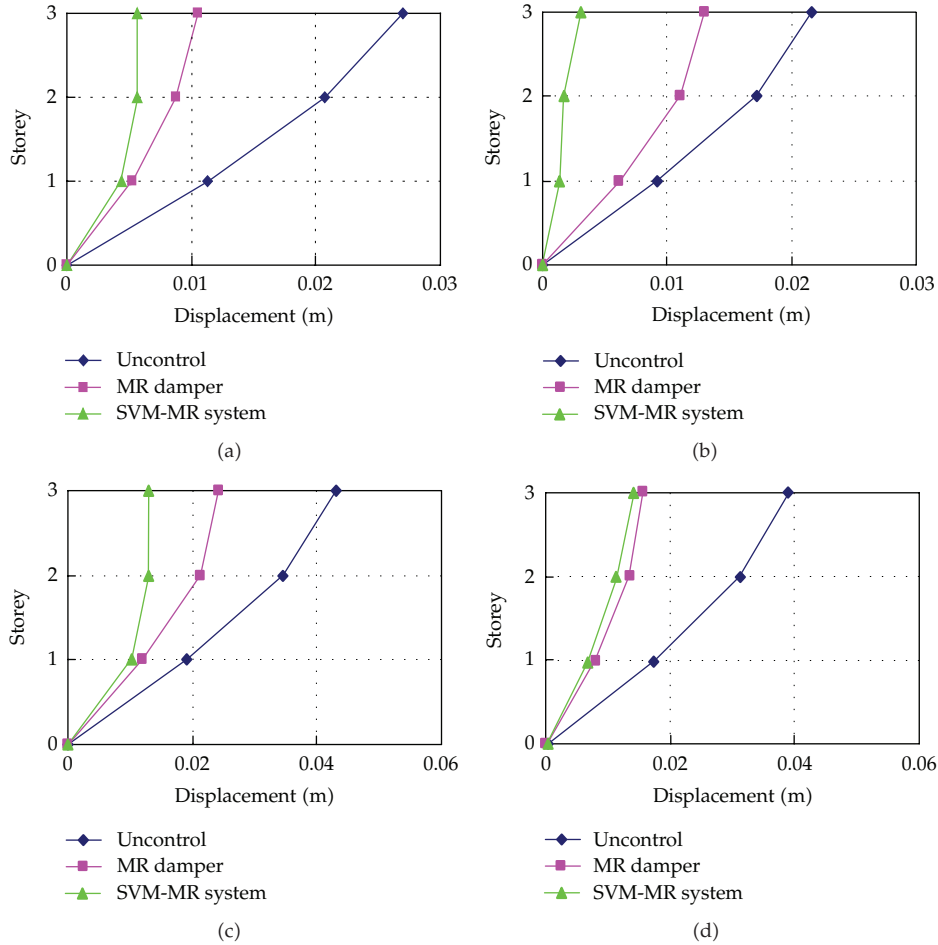 3
2
1
0
Storey
0
0.01
0.02
0.03
Displacement (m)
Uncontrol
MR damper
SVM-MR system
(a)
3
2
1
0
Storey
0
0.01
0.02
0.03
Displacement (m)
Uncontrol
MR damper
SVM-MR system
(b)
3
2
1
0
Storey
0
0.02
0.04
0.06
Displacement (m)
Uncontrol
MR damper
SVM-MR system
(c)
3
2
1
0
Storey
0
0.02
0.04
0.06
Displacement (m)
Uncontrol
MR damper
SVM-MR system
(d)